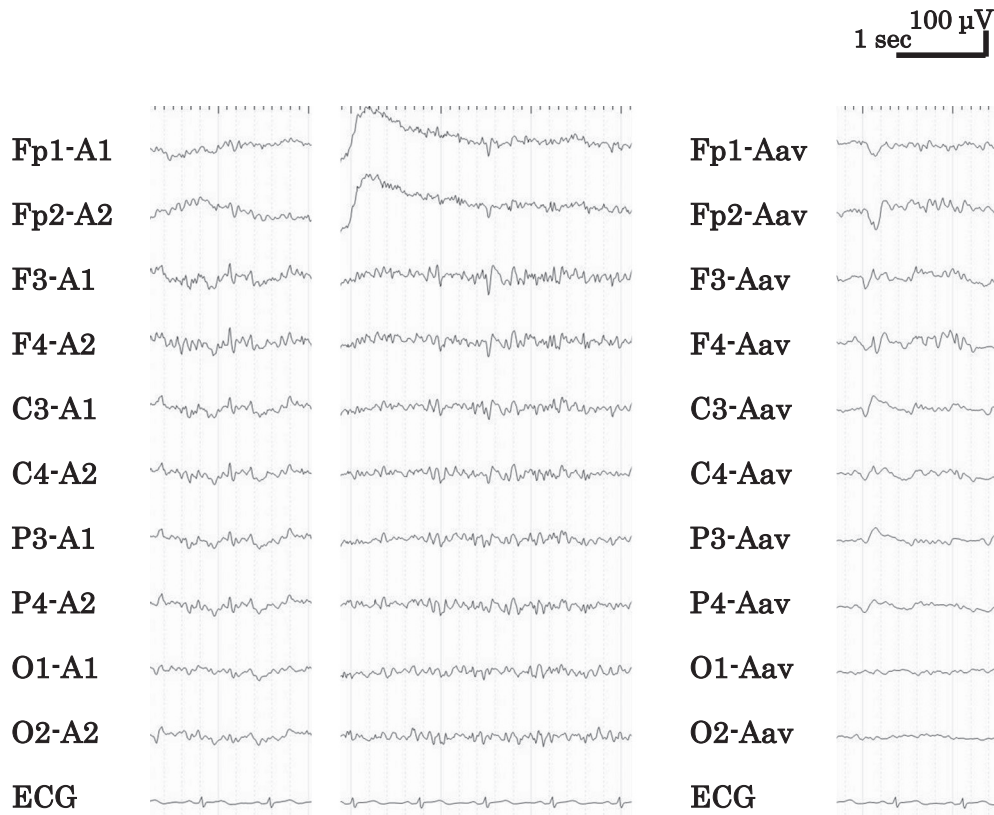 100 µV
1 sec
Fp1-A1
Fp2-A2
F3-A1
F4-A2
C3-A1
C4-A2
P3-A1
P4-A2
O1-A1
O2-A2
ECG
Fp1-Aav
Fp2-Aav
F3-Aav
F4-Aav
C3-Aav
C4-Aav
P3-Aav
P4-Aav
O1-Aav
O2-Aav
ECG